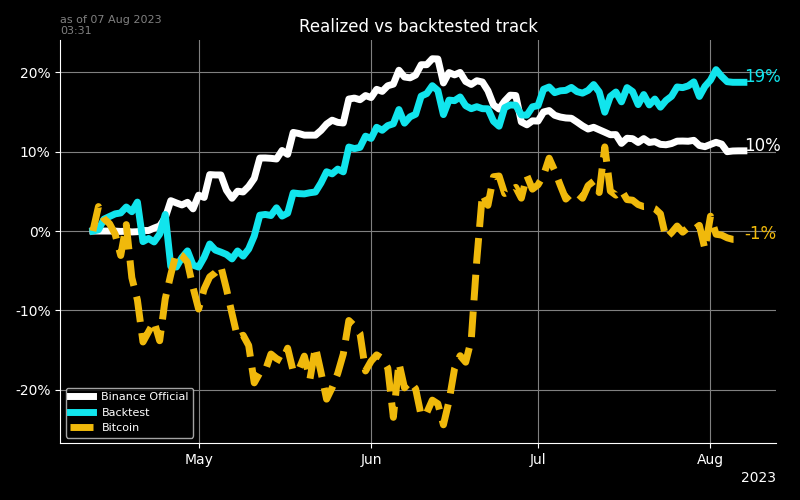 as of 07 Aug 2023
03:31
Realized vs backtested track
20%
10%
0%
-10%
-20%
19%
10%
-1%
Binance Official
Backtest
Bitcoin
May
Jun
Jul
Aug
2023